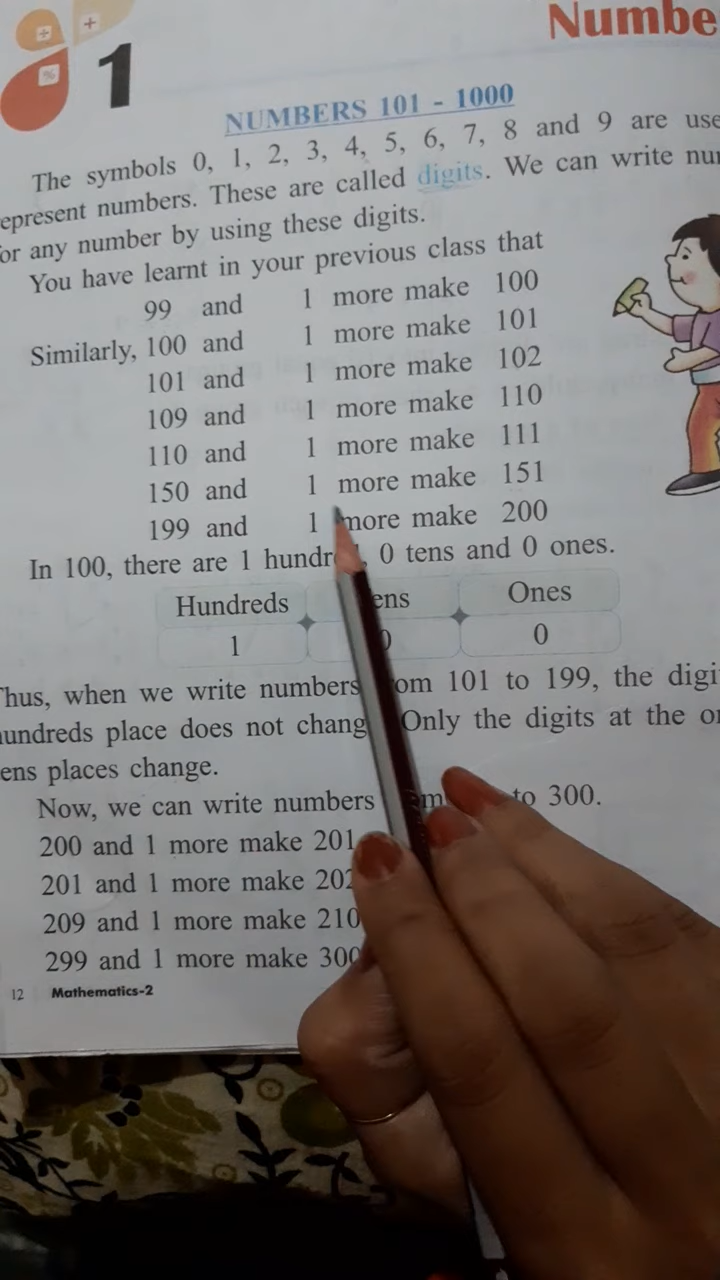 ÷ +
%
1
Numbe
NUMBERS 101 - 1000
The symbols 0, 1, 2, 3, 4, 5, 6, 7, 8 and 9 are use
epresent numbers. These are called digits. We can write nu
or any number by using these digits.
You have learnt in your previous class that
99 and 1 more make 100
Similarly, 100 and 1 more make 101
101 and 1 more make 102
109 and 1 more make 110
110 and 1 more make 111
150 and 1 more make 151
199 and 1 more make 200
In 100, there are 1 hundre , 0 tens and 0 ones.
Hundreds ens Ones
1 0 0
Thus, when we write numbers om 101 to 199, the digi
hundreds place does not chang Only the digits at the o
ens places change.
Now, we can write numbers to 300.
200 and 1 more make 201
201 and 1 more make 202
209 and 1 more make 210
299 and 1 more make 300
12 Mathematics-2